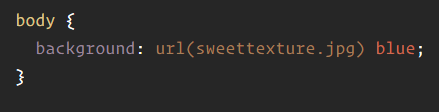 body {
  background: url(sweettexture.jpg) blue;
}